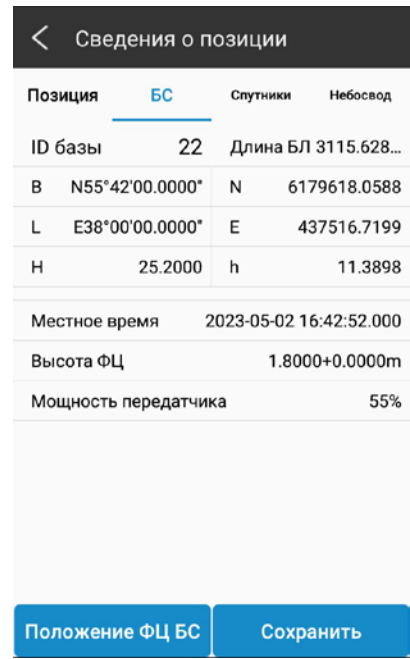 Сведения о позиции
Позиция БС Спутники Небосвод
ID базы 22 Длина БЛ 3115.628...
B N55°42'00.0000" N 6179618.0588
L E38°00'00.0000" E 437516.7199
H 25.2000 h 11.3898
Местное время 2023-05-02 16:42:52.000
Высота ФЦ 1.8000+0.0000m
Мощность передатчика 55%
Положение ФЦ БС Сохранить